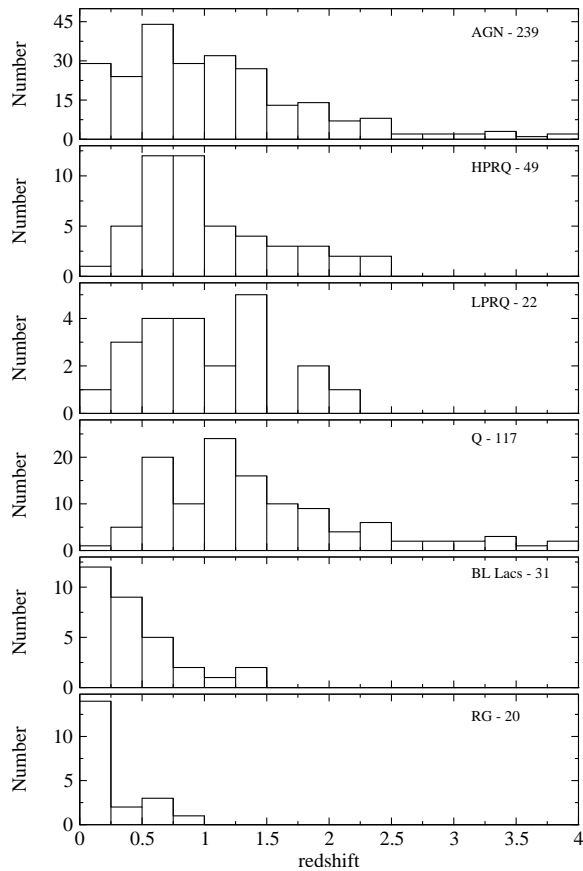 AGN - 239
Number
45
30
15
0
HPRQ - 49
Number
10
5
0
LPRQ - 22
Number
4
2
0
Q - 117
Number
20
10
0
BL Lacs - 31
Number
10
5
0
RG - 20
Number
10
5
0
0 0.5 1 1.5 2 2.5 3 3.5 4
redshift